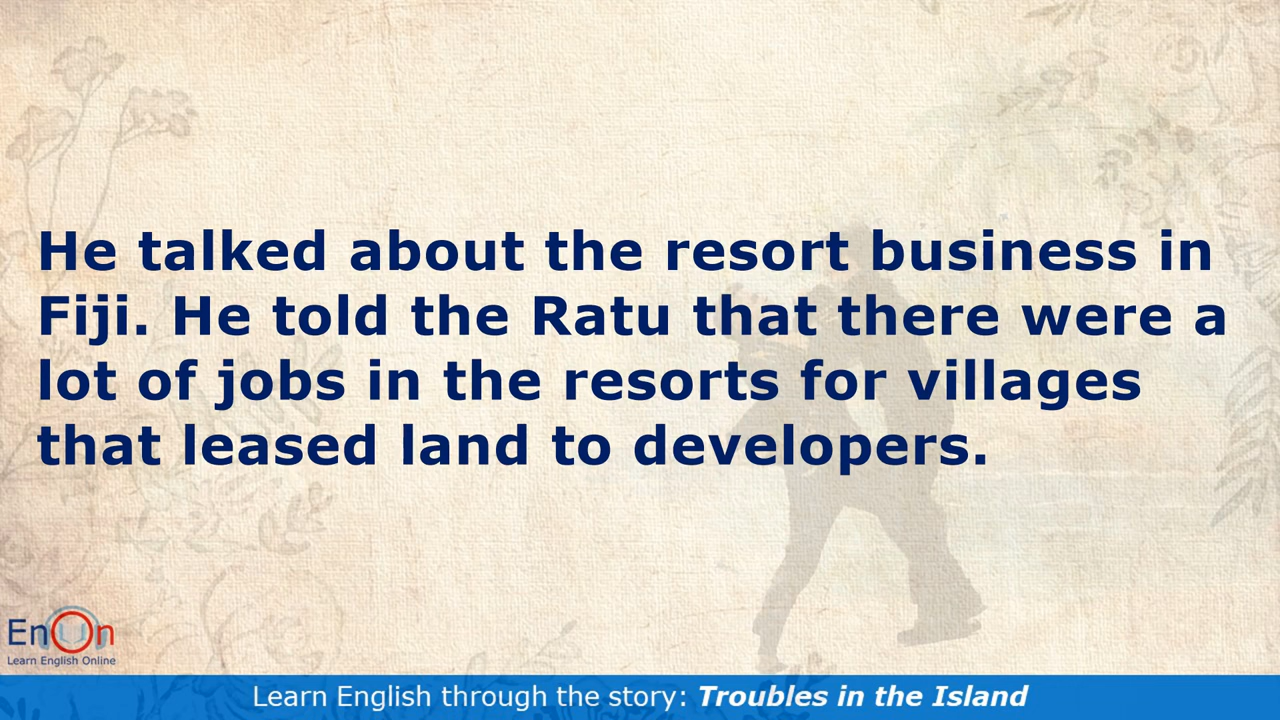 He talked about the resort business in
Fiji. He told the Ratu that there were a
lot of jobs in the resorts for villages
that leased land to developers.
EnOn
Learn English Online
Learn English through the story: Troubles in the Island